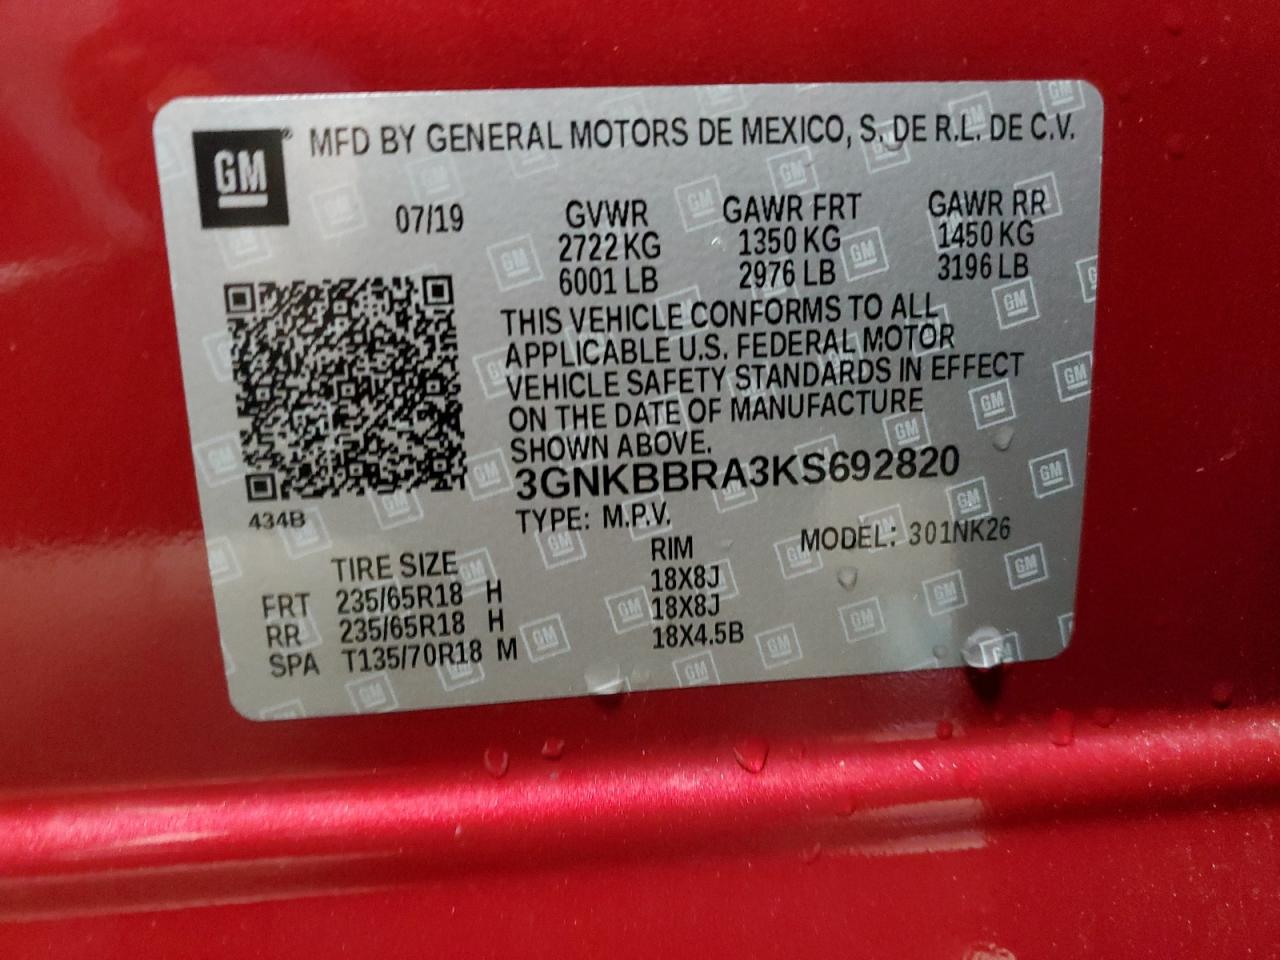 GM® MFD BY GENERAL MOTORS DE MEXICO, S. DE R.L. DE C.V.
07/19 GVWR GAWR FRT GAWR RR
2722 KG 1350 KG 1450 KG
6001 LB 2976 LB 3196 LB
THIS VEHICLE CONFORMS TO ALL
APPLICABLE U.S. FEDERAL MOTOR
VEHICLE SAFETY STANDARDS IN EFFECT
ON THE DATE OF MANUFACTURE
SHOWN ABOVE.
3GNKBBRA3KS692820
434B
TYPE: M.P.V. MODEL: 301NK26
TIRE SIZE RIM
FRT 235/65R18 H 18X8J
RR 235/65R18 H 18X8J
SPA T135/70R18 M 18X4.5B